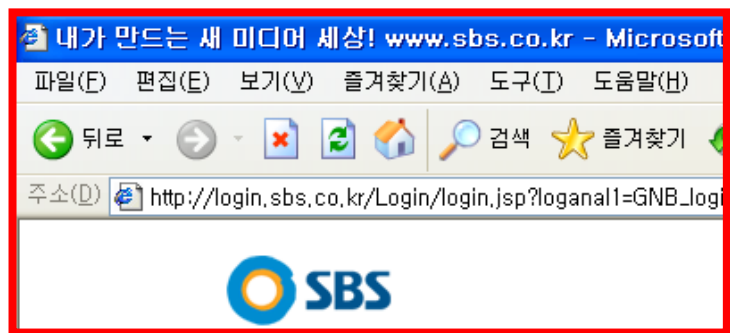 내가 만드는 새 미디어 세상! www.sbs.co.kr - Microsoft
파일(F) 편집(E) 보기(V) 즐겨찾기(A) 도구(T) 도움말(H)
뒤로 검색 즐겨찾기
주소(D) http://login.sbs.co.kr/Login/login.jsp?loganal1=GNB_logi
SBS